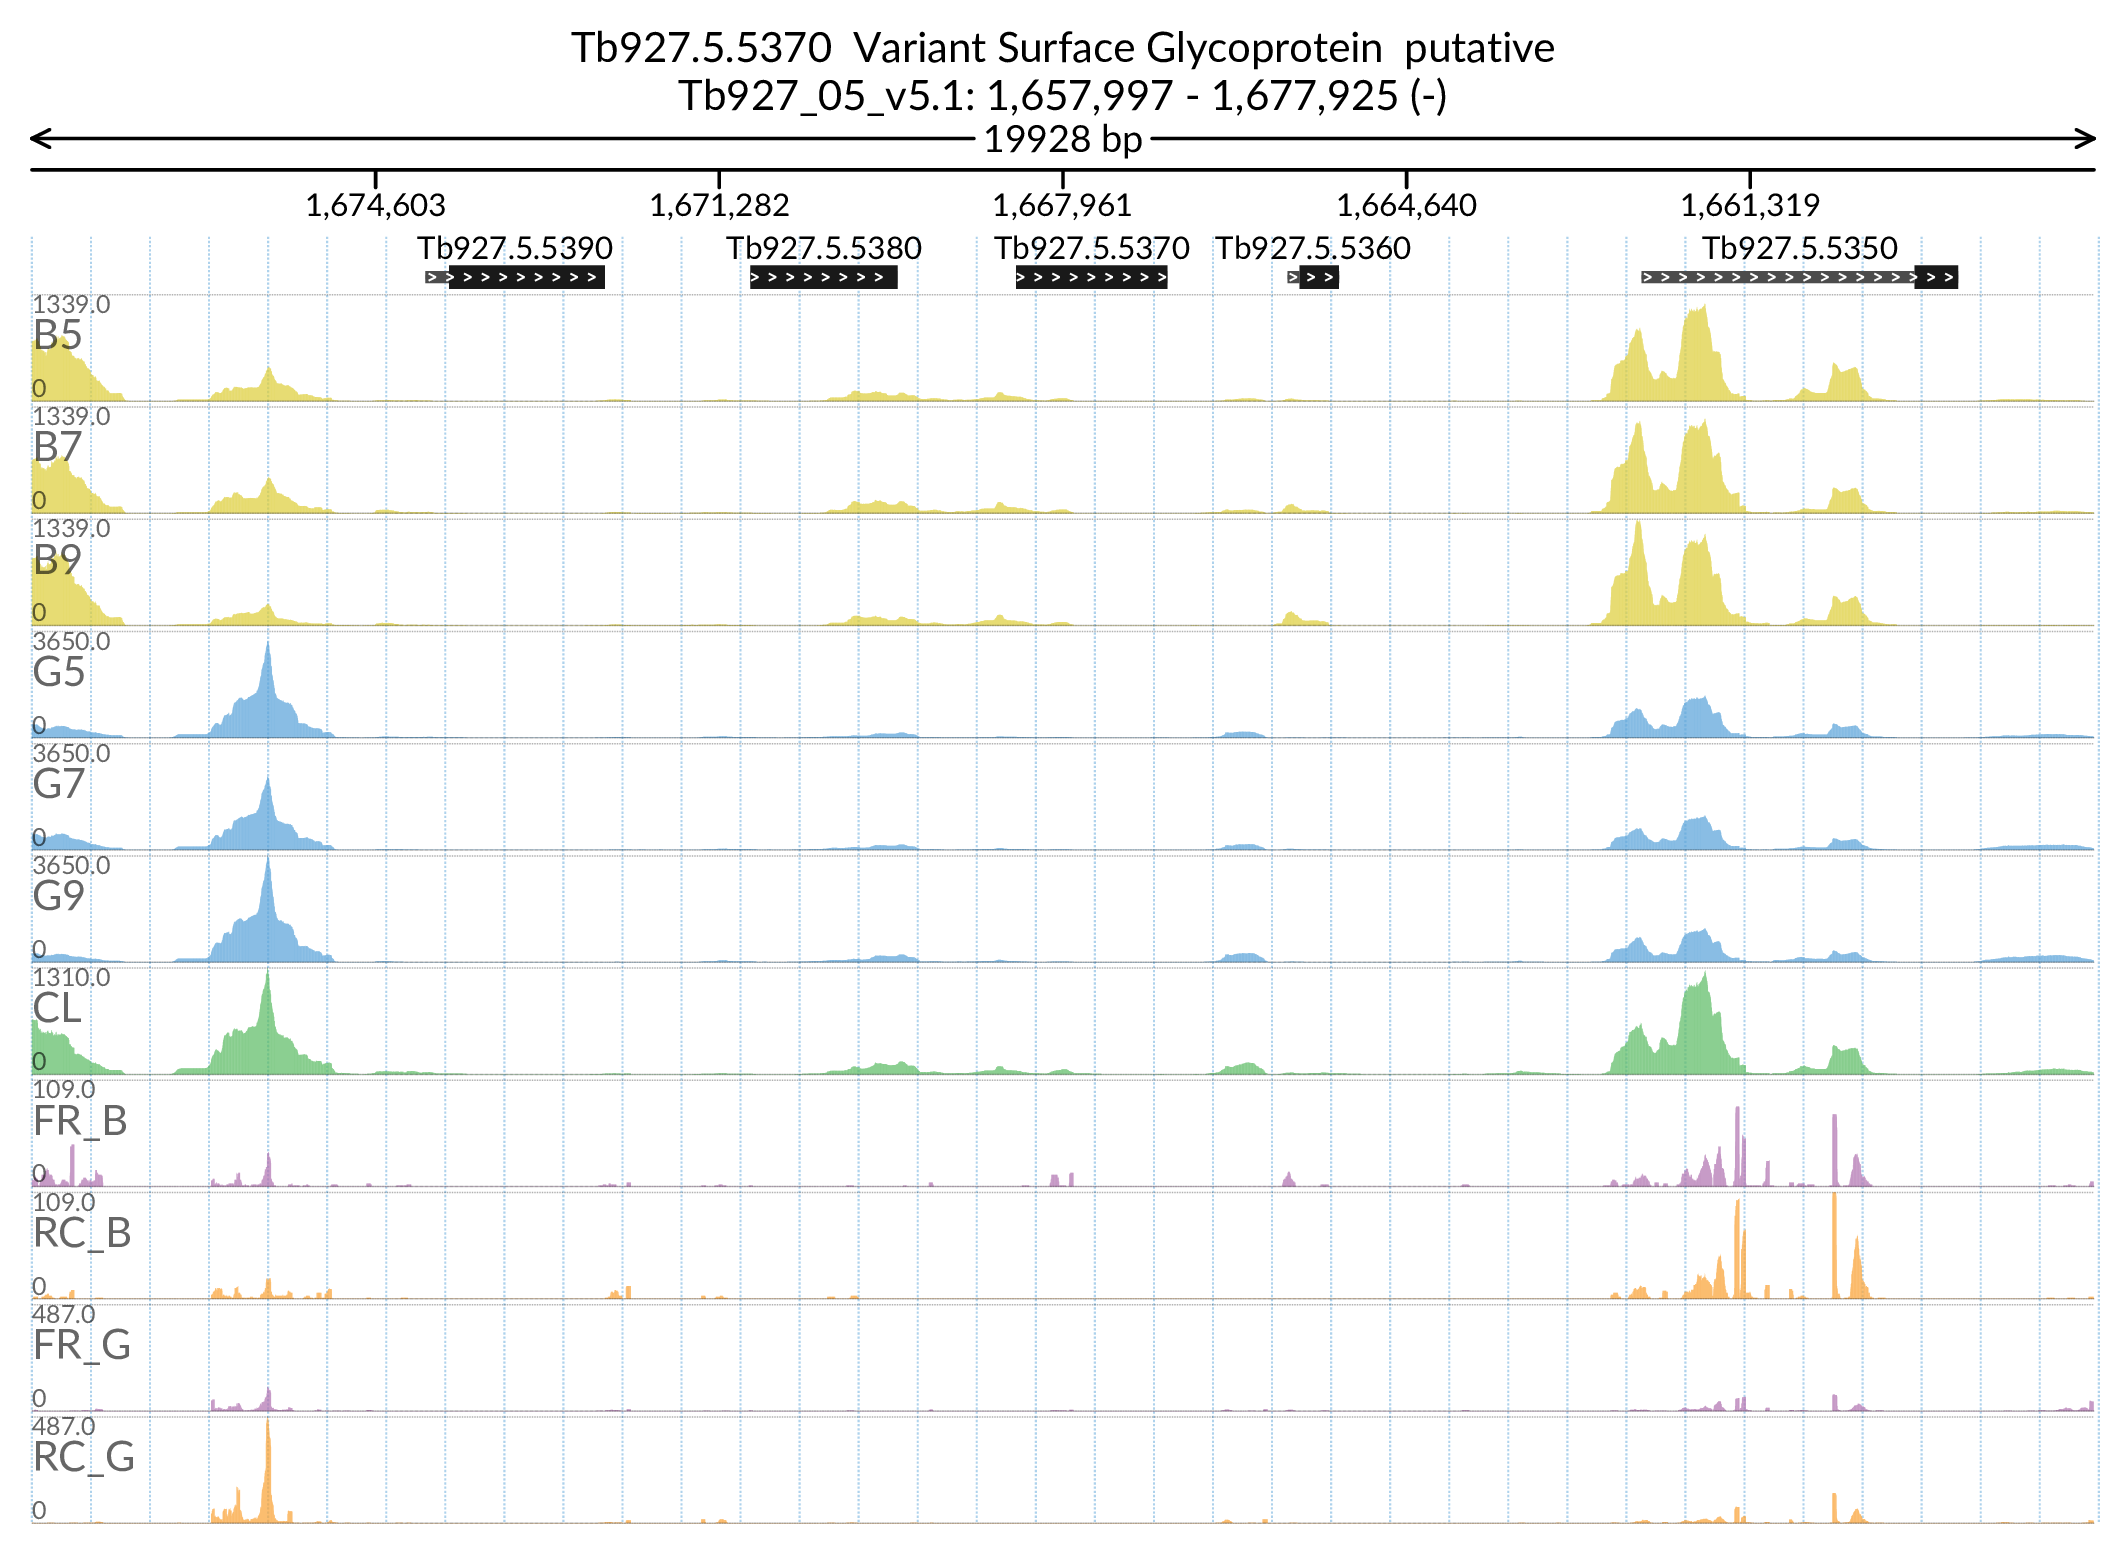 Tb927.5.5370 Variant Surface Glycoprotein putative
Tb927_05_v5.1: 1,657,997 - 1,677,925 (-)
19928 bp
1,674,603 1,671,282 1,667,961 1,664,640 1,661,319
Tb927.5.5390 Tb927.5.5380 Tb927.5.5370 Tb927.5.5360 Tb927.5.5350
1339.0
B5
0
1339.0
B7
0
1339.0
B9
0
3650.0
G5
0
3650.0
G7
0
3650.0
G9
0
1310.0
CL
0
109.0
FR_B
0
109.0
RC_B
0
487.0
FR_G
0
487.0
RC_G
0